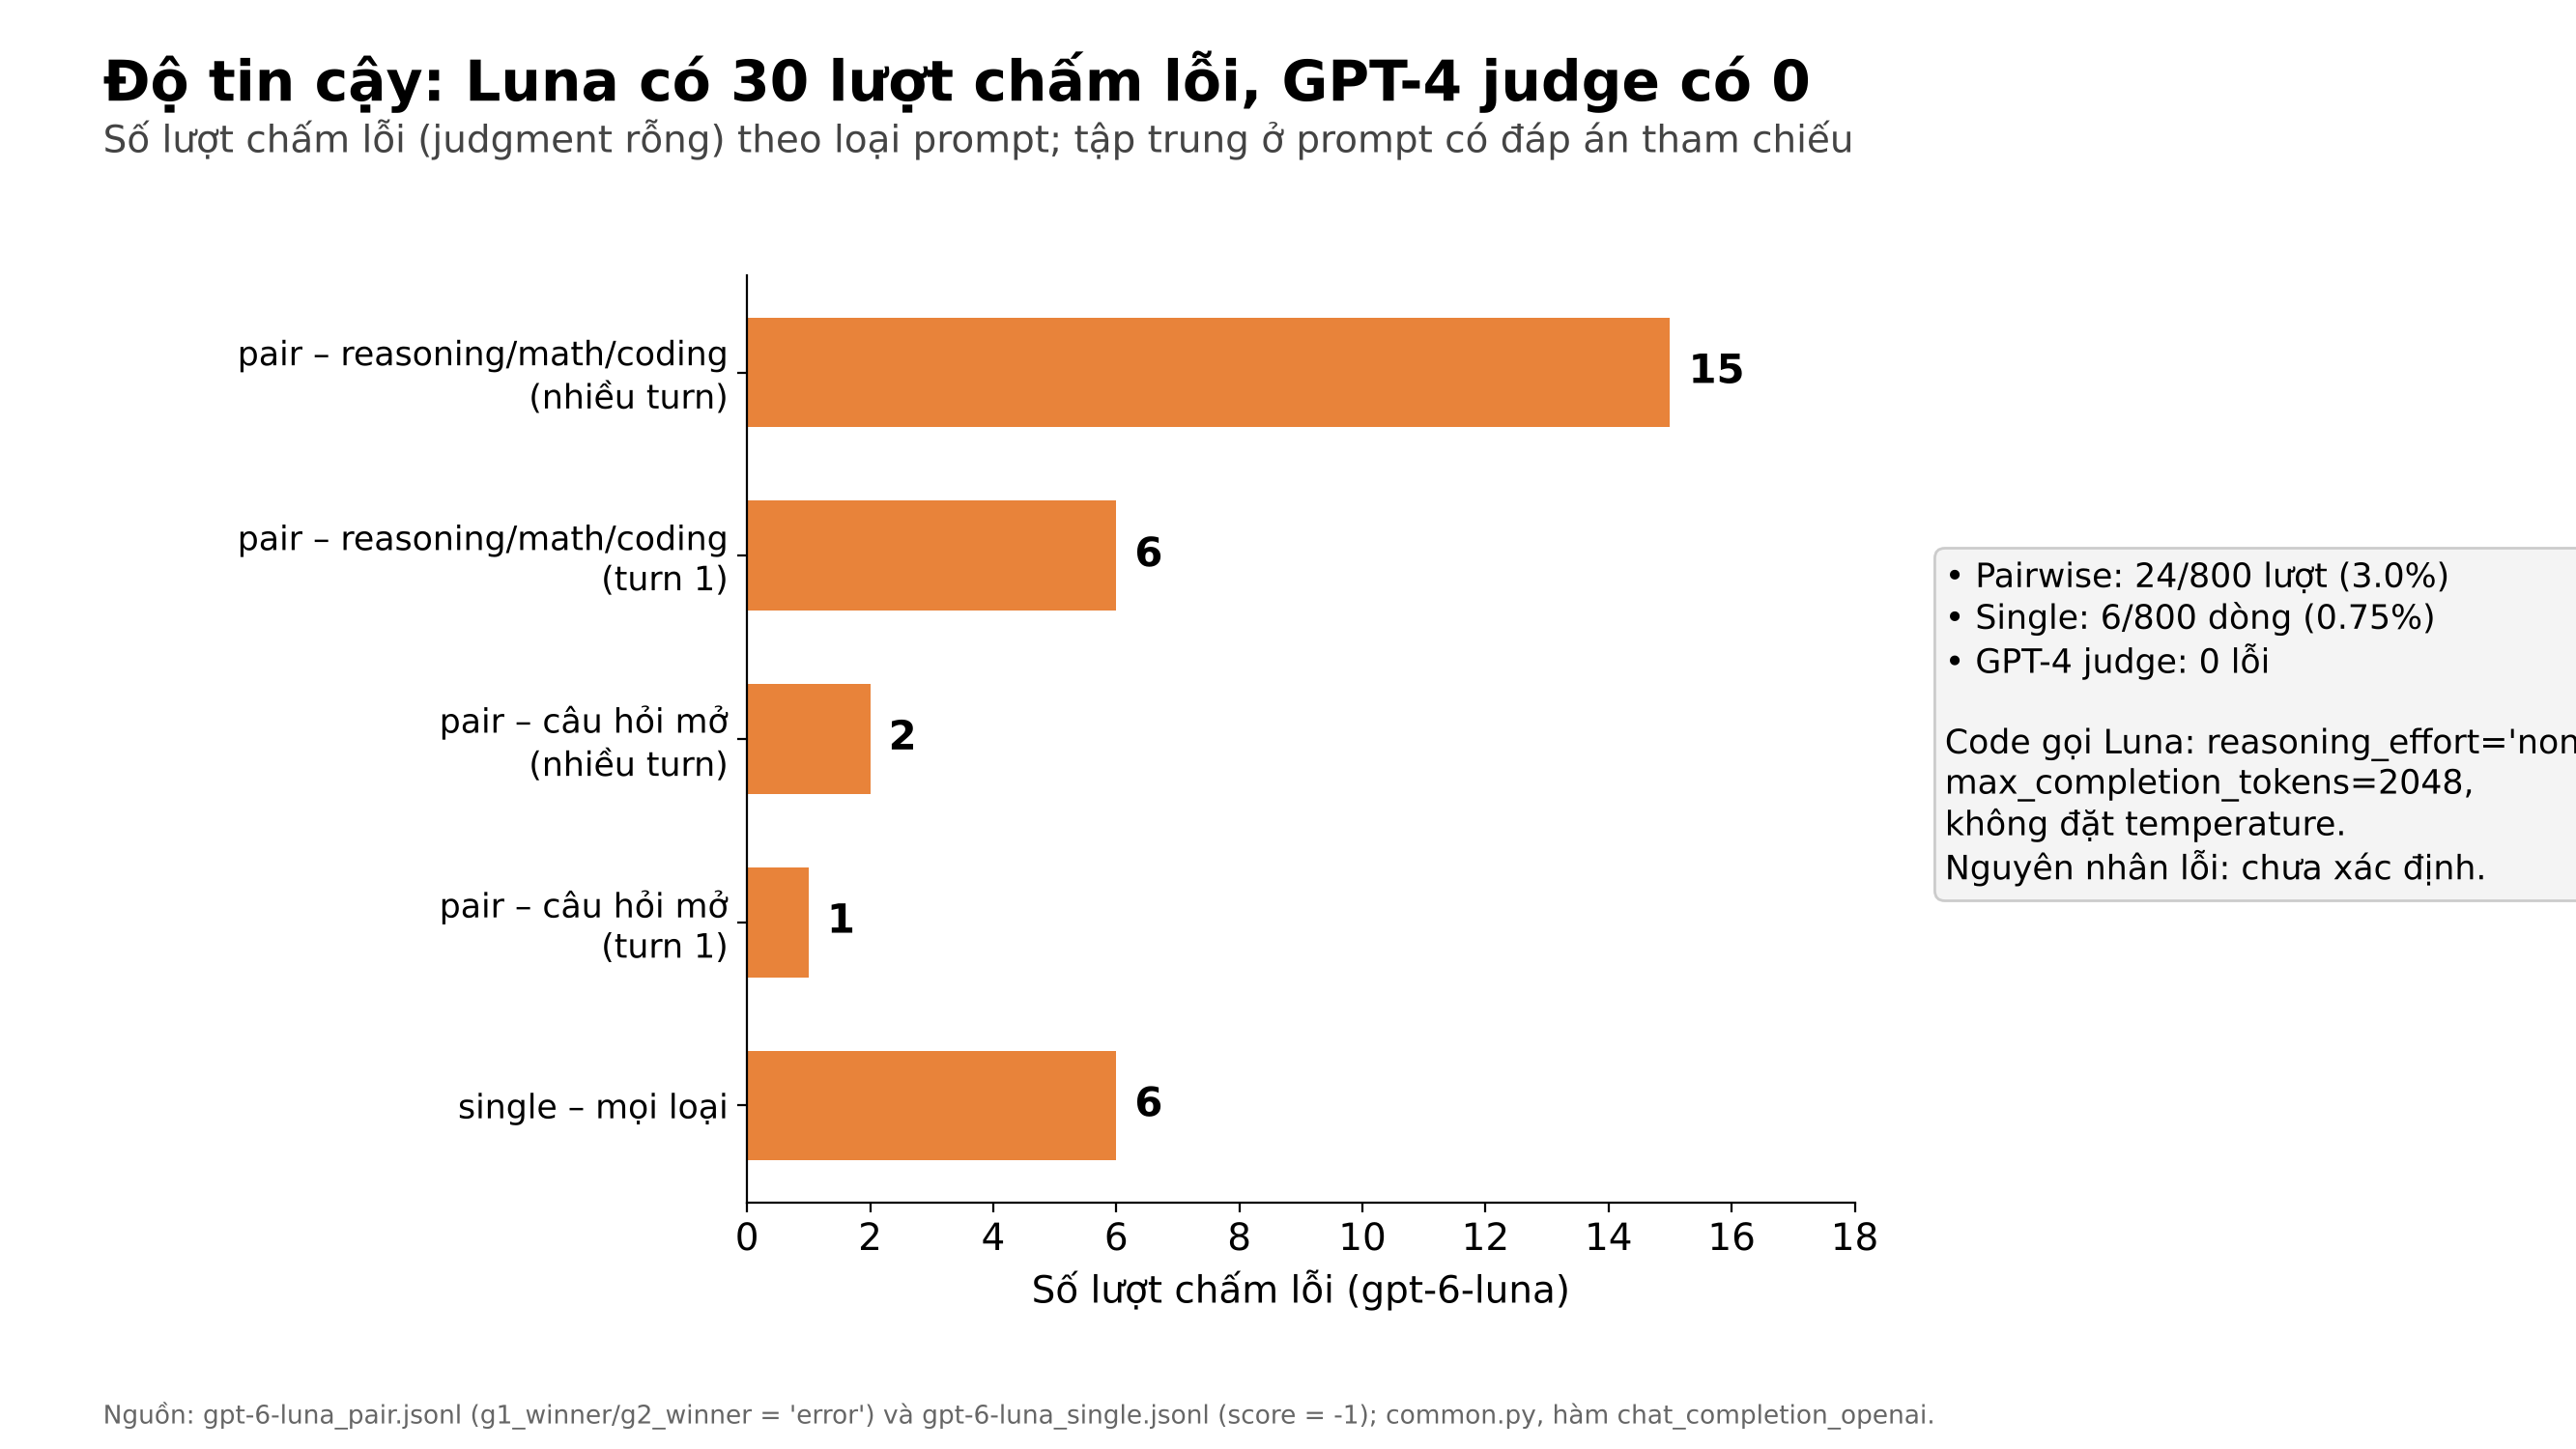 Độ tin cậy: Luna có 30 lượt chấm lỗi, GPT-4 judge có 0
Số lượt chấm lỗi (judgment rỗng) theo loại prompt; tập trung ở prompt có đáp án tham chiếu
pair – reasoning/math/coding
(nhiều turn)
15
pair – reasoning/math/coding
(turn 1)
6
pair – câu hỏi mở
(nhiều turn)
2
pair – câu hỏi mở
(turn 1)
1
single – mọi loại
6
0 2 4 6 8 10 12 14 16 18
Số lượt chấm lỗi (gpt-6-luna)
• Pairwise: 24/800 lượt (3.0%)
• Single: 6/800 dòng (0.75%)
• GPT-4 judge: 0 lỗi
Code gọi Luna: reasoning_effort='non
max_completion_tokens=2048,
không đặt temperature.
Nguyên nhân lỗi: chưa xác định.
Nguồn: gpt-6-luna_pair.jsonl (g1_winner/g2_winner = 'error') và gpt-6-luna_single.jsonl (score = -1); common.py, hàm chat_completion_openai.